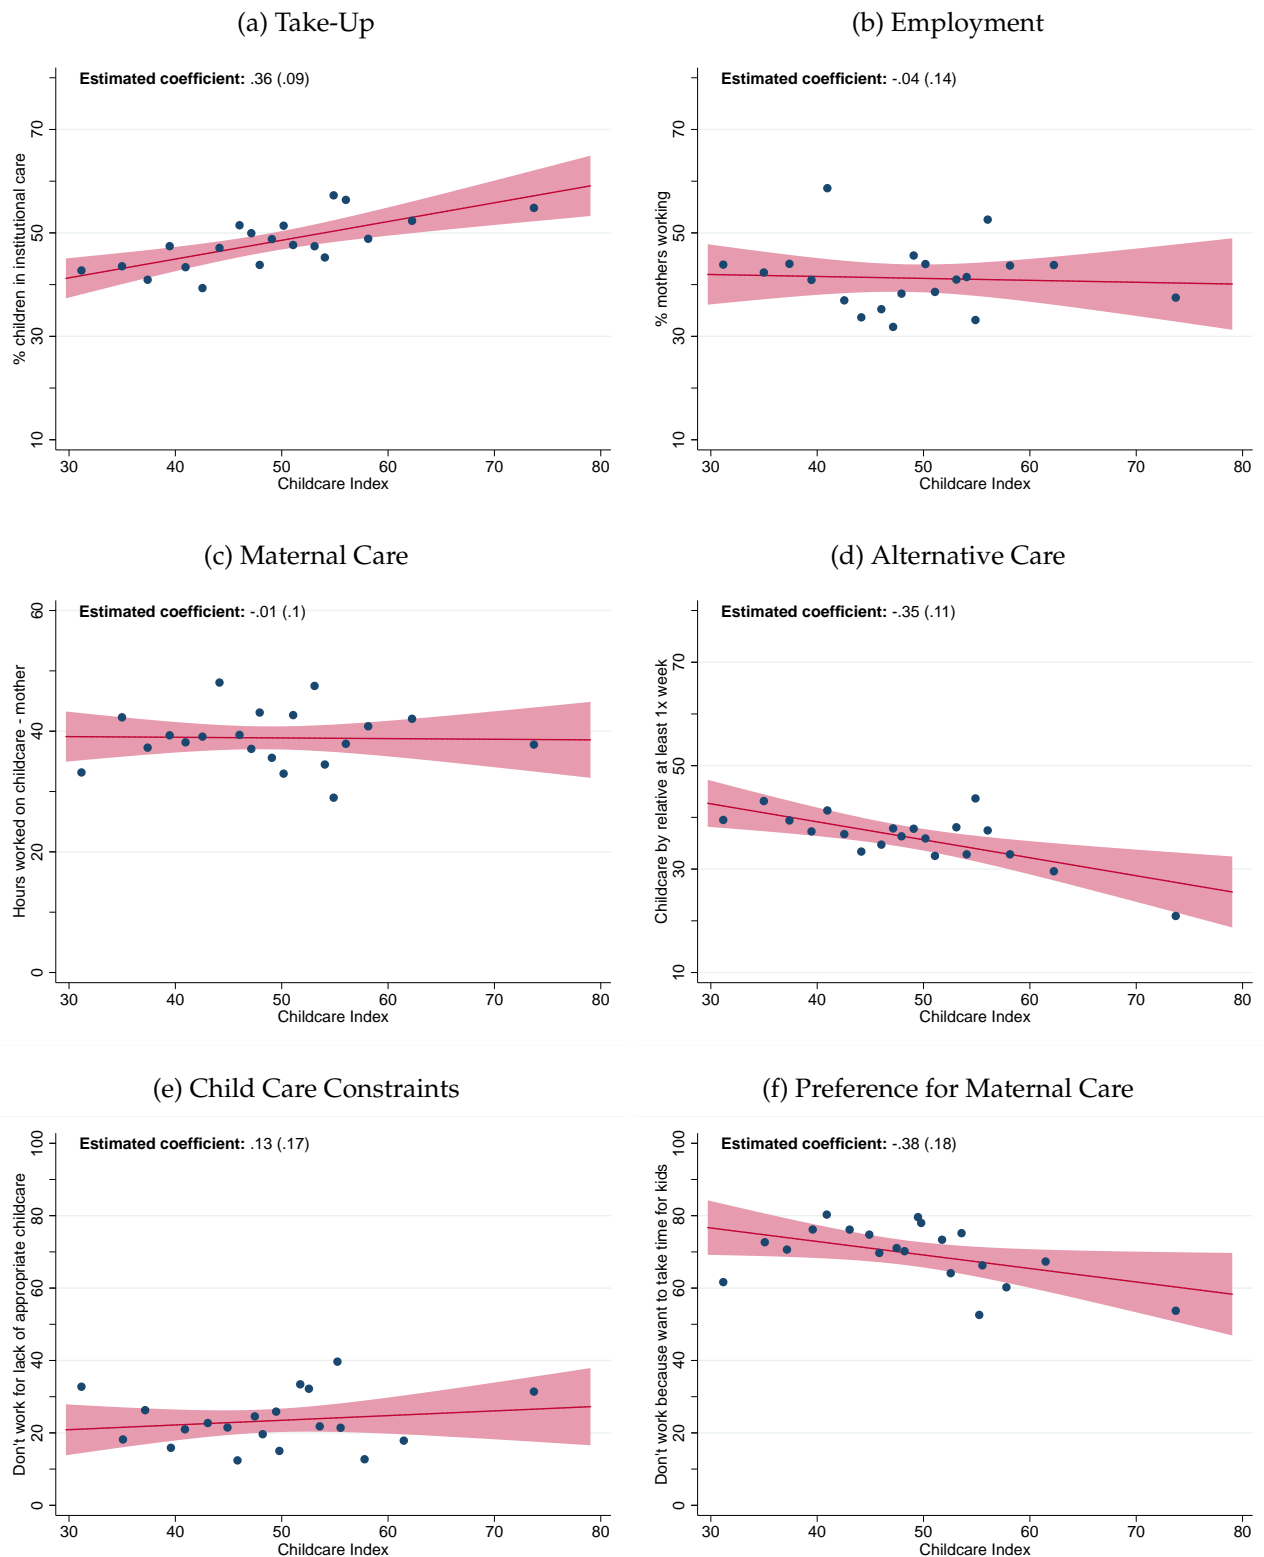 (a) Take-Up
Estimated coefficient: .36 (.09)
% children in institutional care
70
50
30
10
30 40 50 60 70 80
Childcare Index
(b) Employment
Estimated coefficient: -.04 (.14)
% mothers working
70
50
30
10
30 40 50 60 70 80
Childcare Index
(c) Maternal Care
Estimated coefficient: -.01 (.1)
Hours worked on childcare - mother
60
40
20
0
30 40 50 60 70 80
Childcare Index
(d) Alternative Care
Estimated coefficient: -.35 (.11)
Childcare by relative at least 1x week
70
50
30
10
30 40 50 60 70 80
Childcare Index
(e) Child Care Constraints
Estimated coefficient: .13 (.17)
Don't work for lack of appropriate childcare
100
80
60
40
20
0
30 40 50 60 70 80
Childcare Index
(f) Preference for Maternal Care
Estimated coefficient: -.38 (.18)
Don't work because want to take time for kids
100
80
60
40
20
0
30 40 50 60 70 80
Childcare Index